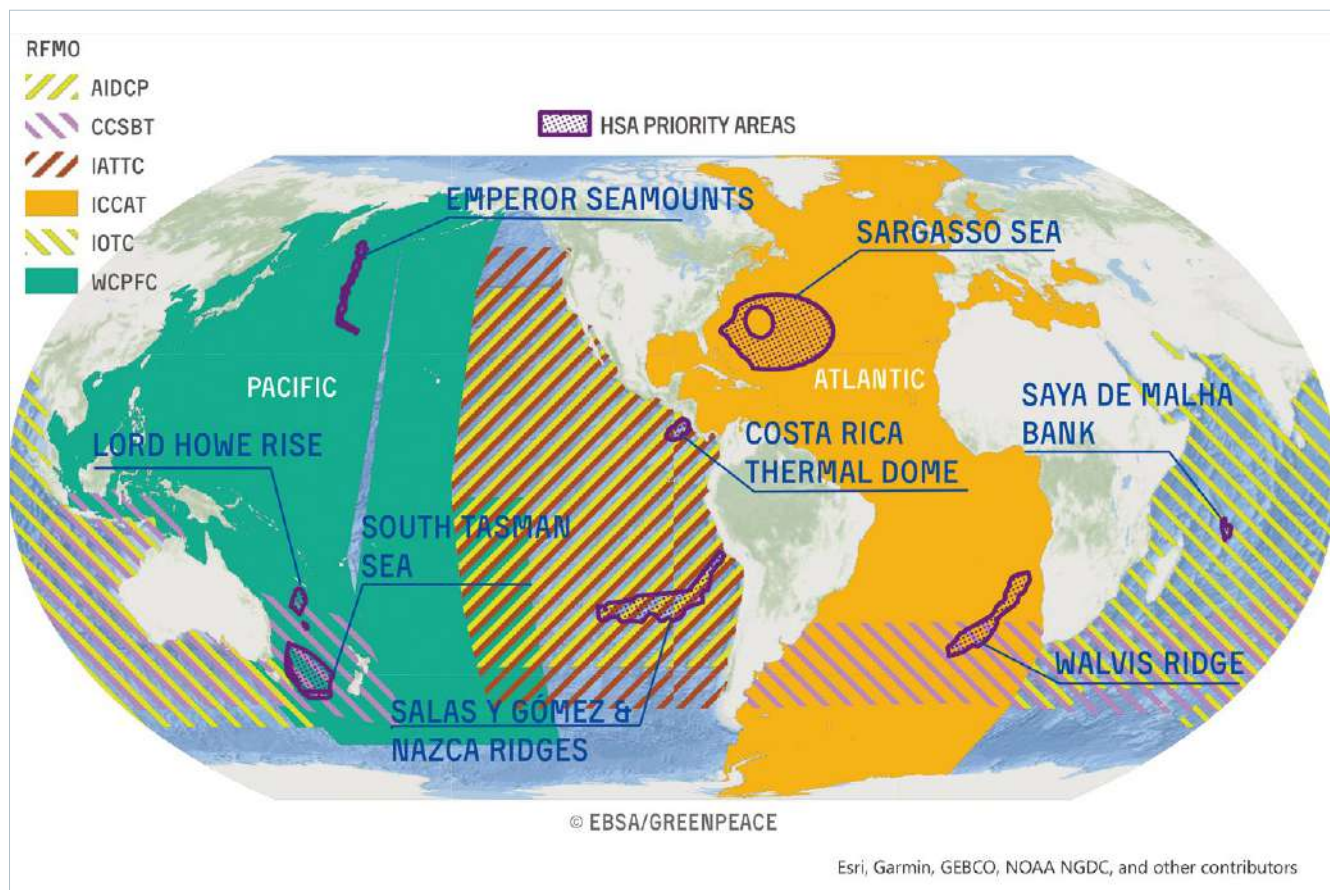 RFMO
AIDCP
CCSBT
IATTC
ICCAT
IOTC
WCPFC
HSA PRIORITY AREAS
EMPEROR SEAMOUNTS
SARGASSO SEA
PACIFIC
ATLANTIC
LORD HOWE RISE
COSTA RICA
THERMAL DOME
SAYA DE MALHA
BANK
SOUTH TASMAN
SEA
WALVIS RIDGE
SALAS Y GÓMEZ &
NAZCA RIDGES
© EBSA/GREENPEACE
Esri, Garmin, GEBCO, NOAA NGDC, and other contributors